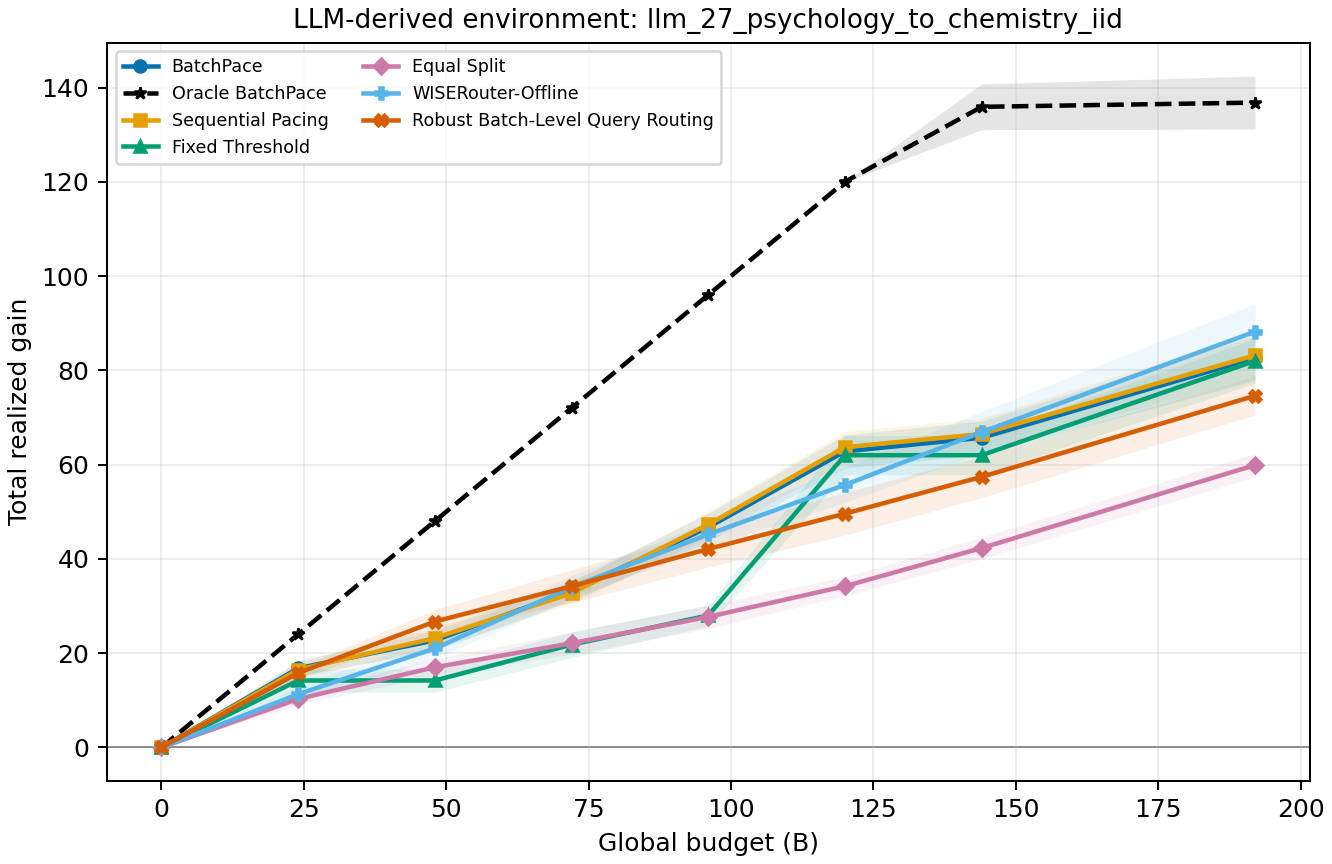 LLM-derived environment: llm_27_psychology_to_chemistry_iid
BatchPace
Oracle BatchPace
Sequential Pacing
Fixed Threshold
Equal Split
WISERouter-Offline
Robust Batch-Level Query Routing
Total realized gain
140
120
100
80
60
40
20
0
0 25 50 75 100 125 150 175 200
Global budget (B)